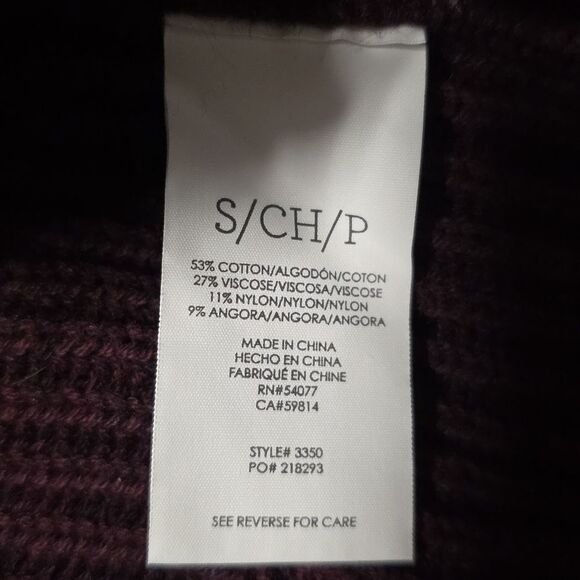 S/CH/P
53% COTTON/ALGODÓN/COTON
27% VISCOSE/VISCOSA/VISCOSE
11% NYLON/NYLON/NYLON
9% ANGORA/ANGORA/ANGORA
MADE IN CHINA
HECHO EN CHINA
FABRIQUÉ EN CHINE
RN#54077
CA#59814
STYLE# 3350
PO# 218293
SEE REVERSE FOR CARE